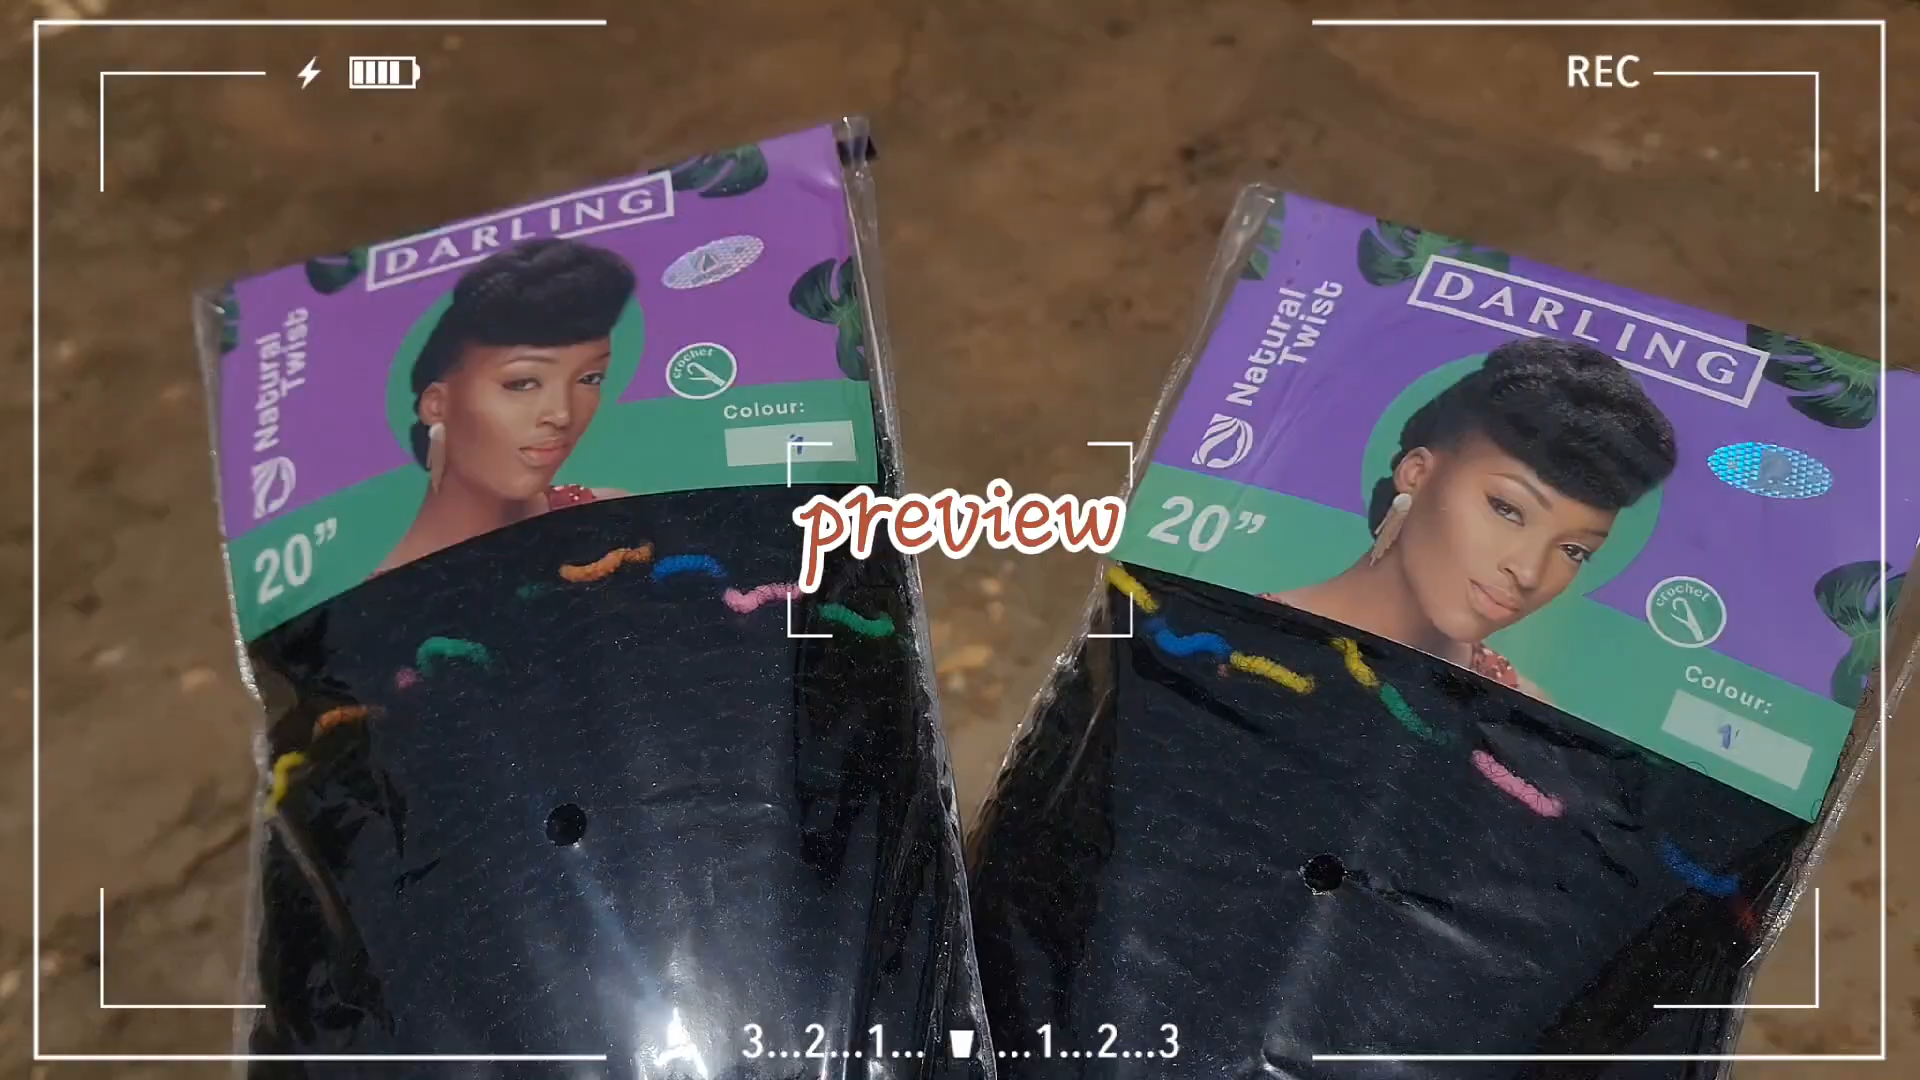 REC
DARLING
Natural
Twist
crochet
Colour:
1
20”
DARLING
Natural
Twist
20”
crochet
Colour:
1
preview
3...2...1... ...1...2...3